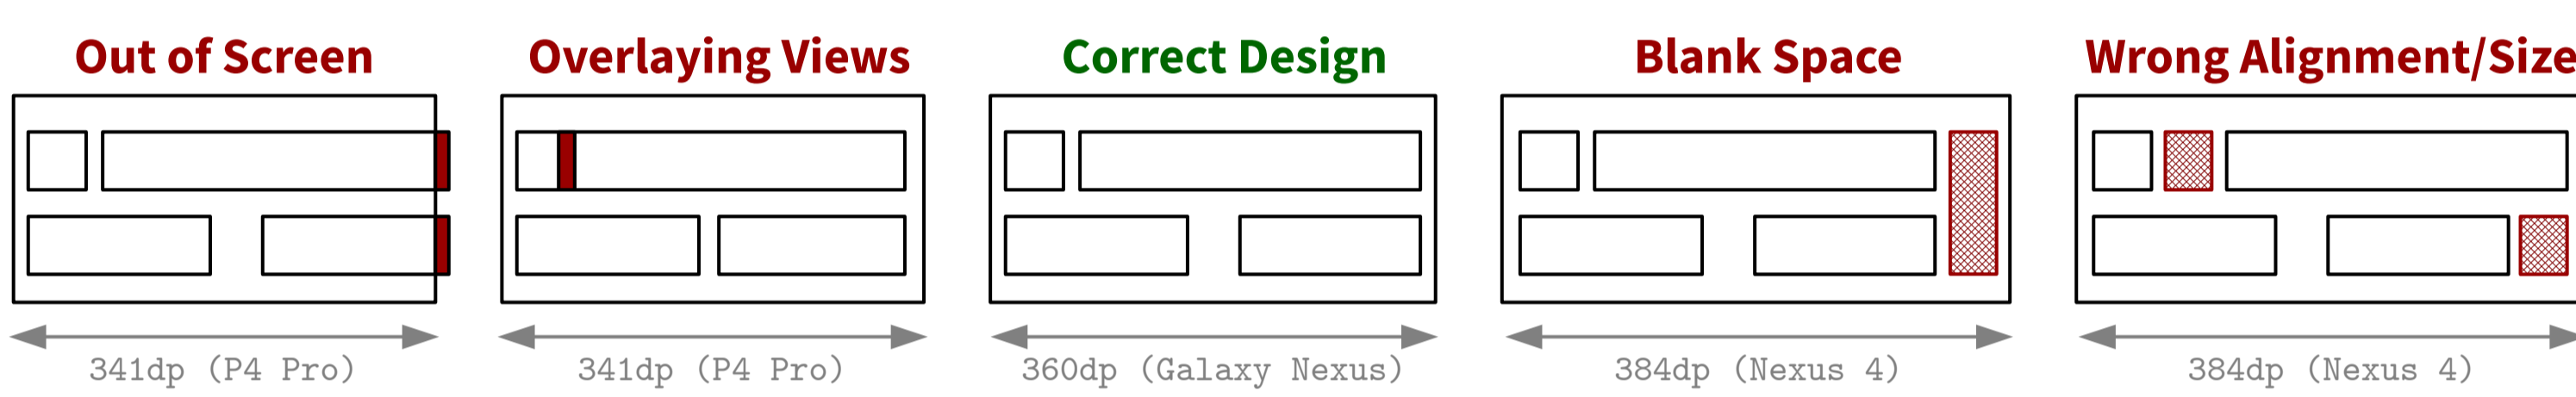 Out of Screen
Overlaying Views
Correct Design
Blank Space
Wrong Alignment/Size
341dp (P4 Pro)
341dp (P4 Pro)
360dp (Galaxy Nexus)
384dp (Nexus 4)
384dp (Nexus 4)